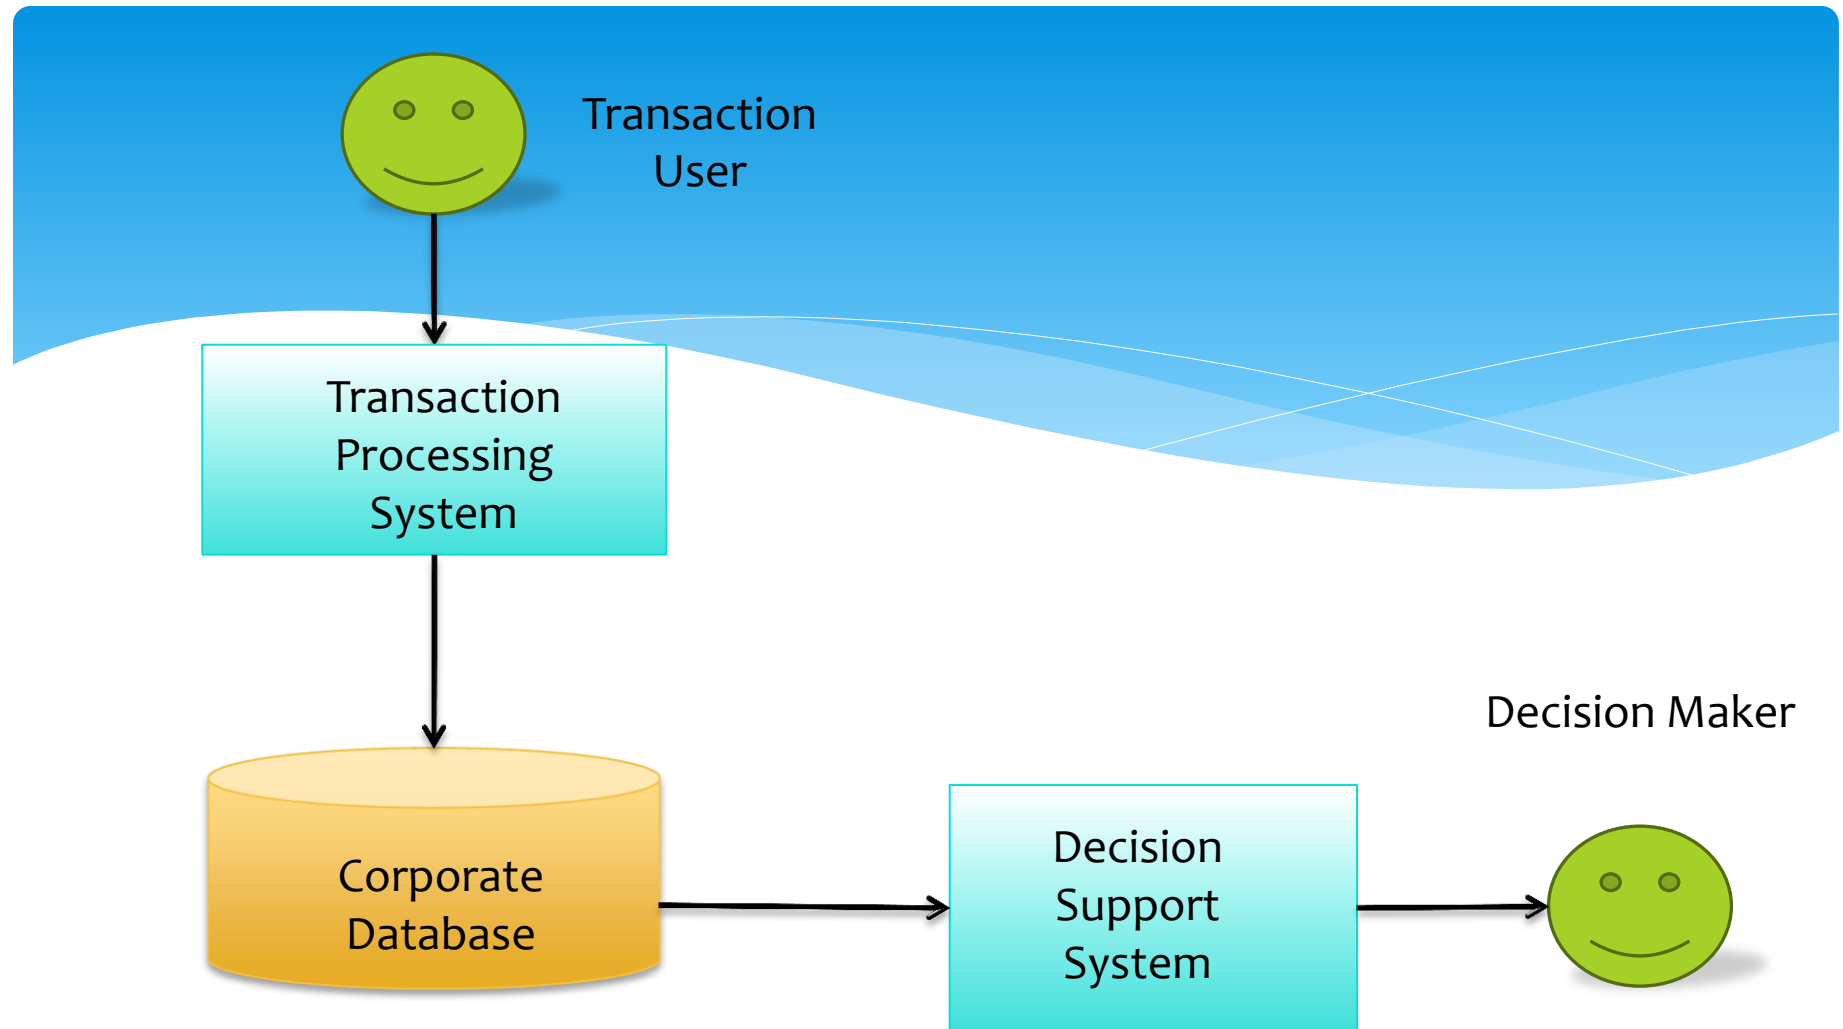 Transaction
User
Transaction
Processing
System
Decision Maker
Corporate
Database
Decision
Support
System